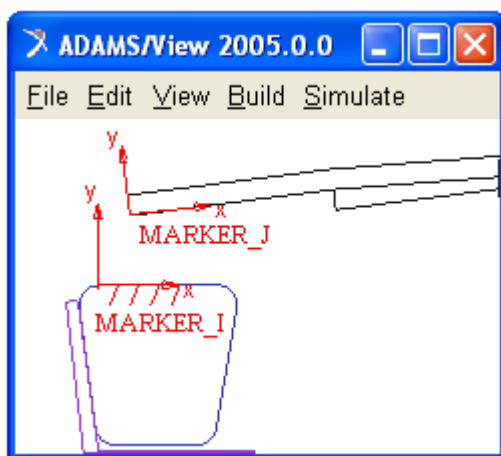 ADAMS/View 2005.0.0
File Edit View Build Simulate
y
y
x
MARKER_J
x
MARKER_I